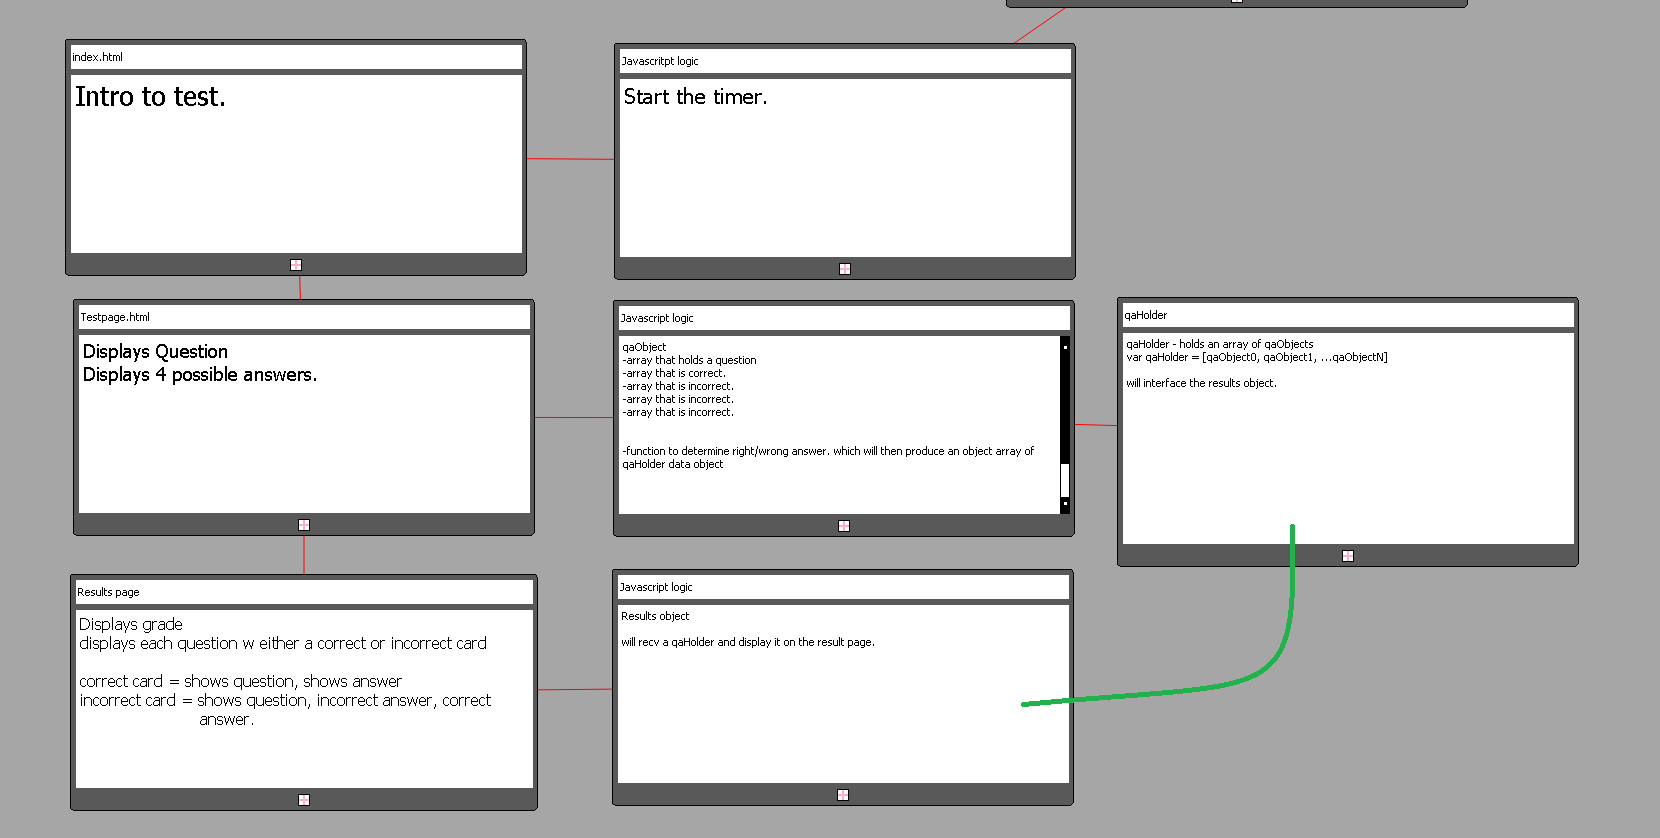 index.html
Intro to test.
Javascritpt logic
Start the timer.
Testpage.html
Displays Question
Displays 4 possible answers.
Javascript logic
qaObject
-array that holds a question
-array that is correct.
-array that is incorrect.
-array that is incorrect.
-array that is incorrect.
-function to determine right/wrong answer. which will then produce an object array of
qaHolder data object
qaHolder
qaHolder - holds an array of qaObjects
var qaHolder = [qaObject0, qaObject1, ...qaObjectN]
will interface the results object.
Results page
Displays grade
displays each question w either a correct or incorrect card
correct card = shows question, shows answer
incorrect card = shows question, incorrect answer, correct
answer.
Javascript logic
Results object
will recv a qaHolder and display it on the result page.